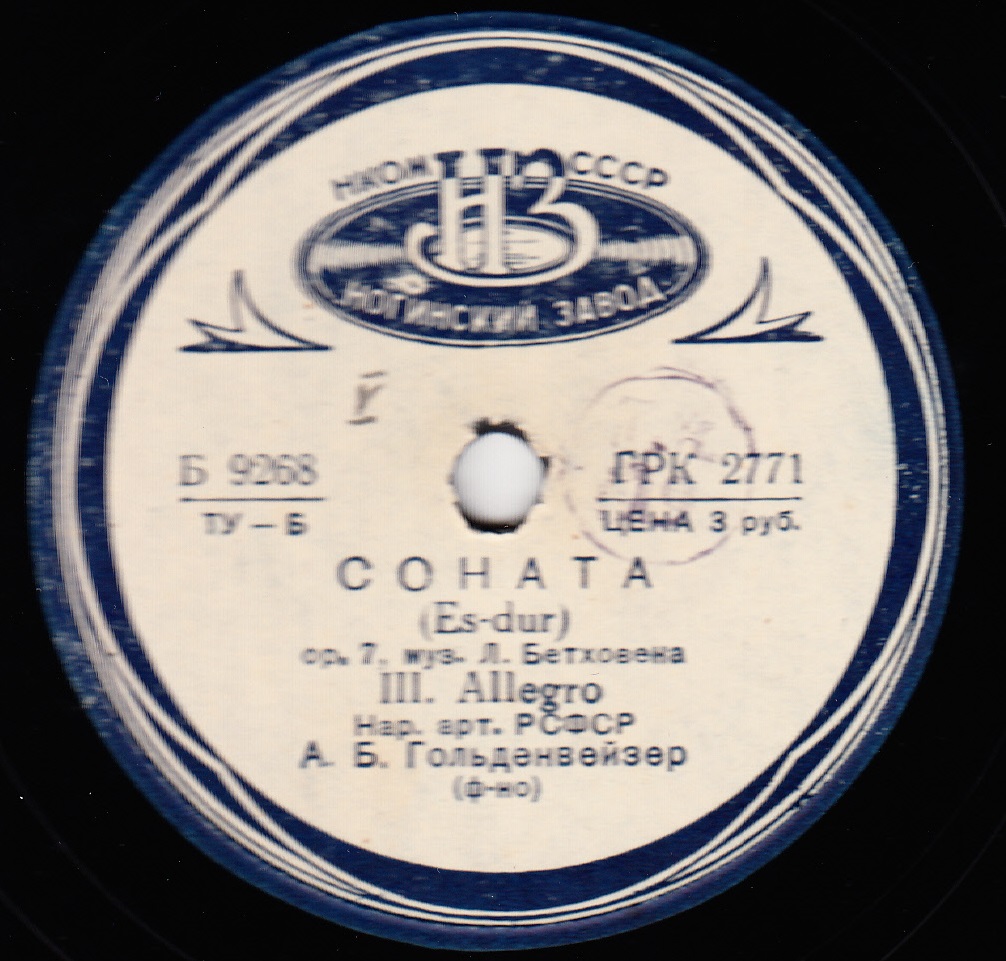 НКОМ СССР
НЗ
НОГИНСКИЙ ЗАВОД
V
Б 9268 ГРК 2771
ТУ – Б ЦЕНА 3 руб.
СОНАТА
(Es-dur)
ор. 7, муз. Л. Бетховена
III. Allegro
Нар. арт. РСФСР
А. Б. Гольденвейзер
(ф-но)